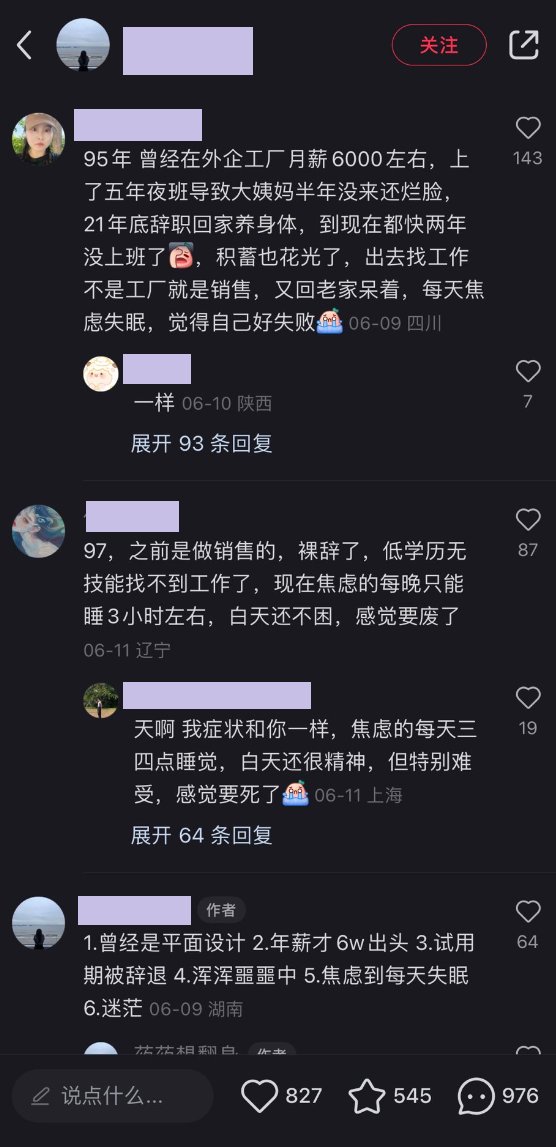 关注
95年 曾经在外企工厂月薪6000左右，上
了五年夜班导致大姨妈半年没来还烂脸，
21年底辞职回家养身体，到现在都快两年
没上班了，积蓄也花光了，出去找工作
不是工厂就是销售，又回老家呆着，每天焦
虑失眠，觉得自己好失败 06-09 四川
143
一样 06-10 陕西
7
展开 93 条回复
97，之前是做销售的，裸辞了，低学历无
技能找不到工作了，现在焦虑的每晚只能
睡3小时左右，白天还不困，感觉要废了
06-11 辽宁
87
天啊 我症状和你一样，焦虑的每天三
四点睡觉，白天还很精神，但特别难
受，感觉要死了 06-11 上海
19
展开 64 条回复
作者
1.曾经是平面设计 2.年薪才6w出头 3.试用
期被辞退 4.浑浑噩噩中 5.焦虑到每天失眠
6.迷茫 06-09 湖南
64
作者
说点什么...
827
545
976